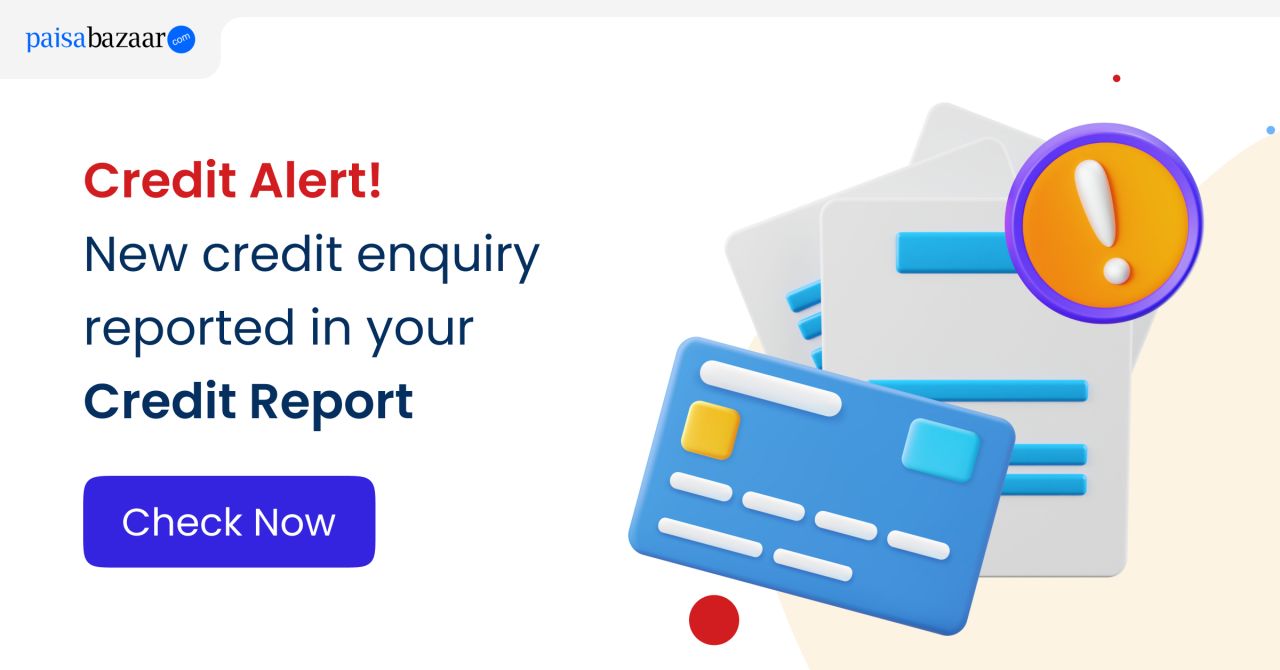 paisabazaar.com
Credit Alert!
New credit enquiry
reported in your
Credit Report
Check Now